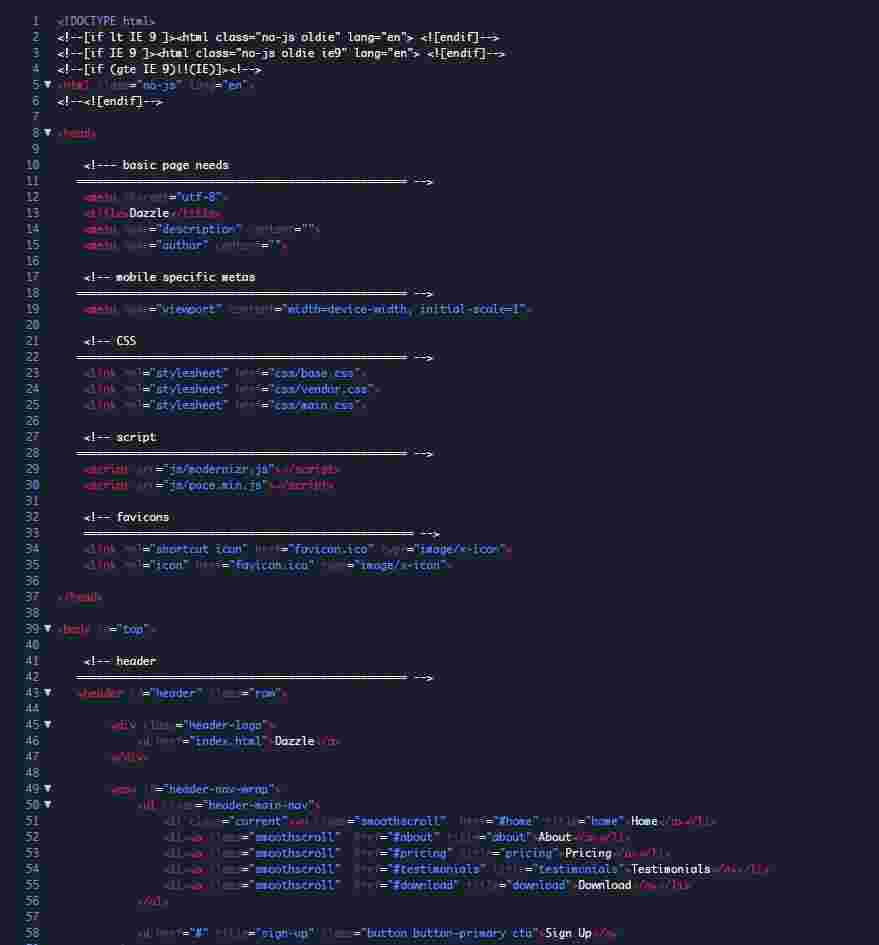 1 <!DOCTYPE html>
2 <!--[if lt IE 9 ]><html class="no-js oldie" lang="en"> <![endif]-->
3 <!--[if IE 9 ]><html class="no-js oldie ie9" lang="en"> <![endif]-->
4 <!--[if (gte IE 9)|!(IE)]><!-->
5 <html class="no-js" lang="en">
6 <!--<![endif]-->
7
8 <head>
9
10 <!--- basic page needs
11 ================================================== -->
12 <meta charset="utf-8">
13 <title>Dazzle</title>
14 <meta name="description" content="">
15 <meta name="author" content="">
16
17 <!-- mobile specific metas
18 ================================================== -->
19 <meta name="viewport" content="width=device-width, initial-scale=1">
20
21 <!-- CSS
22 ================================================== -->
23 <link rel="stylesheet" href="css/base.css">
24 <link rel="stylesheet" href="css/vendor.css">
25 <link rel="stylesheet" href="css/main.css">
26
27 <!-- script
28 ================================================== -->
29 <script src="js/modernizr.js"></script>
30 <script src="js/pace.min.js"></script>
31
32 <!-- favicons
33 ================================================== -->
34 <link rel="shortcut icon" href="favicon.ico" type="image/x-icon">
35 <link rel="icon" href="favicon.ico" type="image/x-icon">
36
37 </head>
38
39 <body id="top">
40
41 <!-- header
42 ================================================== -->
43 <header id="header" class="row">
44
45 <div class="header-logo">
46 <a href="index.html">Dazzle</a>
47 </div>
48
49 <nav id="header-nav-wrap">
50 <ul class="header-main-nav">
51 <li class="current"><a class="smoothscroll" href="#home" title="home">Home</a></li>
52 <li><a class="smoothscroll" href="#about" title="about">About</a></li>
53 <li><a class="smoothscroll" href="#pricing" title="pricing">Pricing</a></li>
54 <li><a class="smoothscroll" href="#testimonials" title="testimonials">Testimonials</a></li>
55 <li><a class="smoothscroll" href="#download" title="download">Download</a></li>
56 </ul>
57
58 <a href="#" title="sign-up" class="button button-primary cta">Sign Up</a>